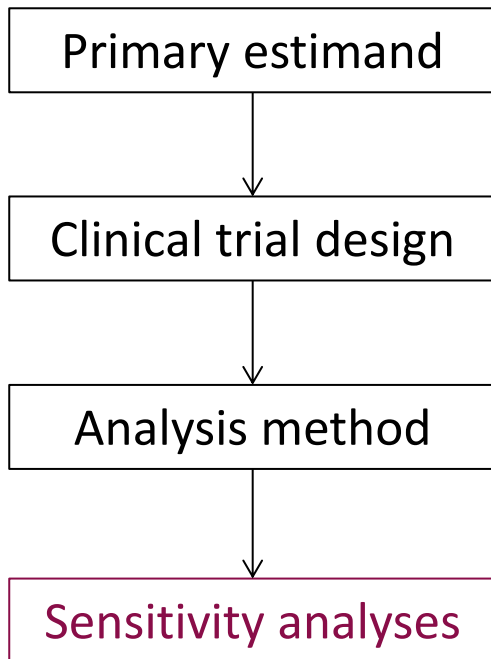 Primary estimand
Clinical trial design
Analysis method
Sensitivity analyses